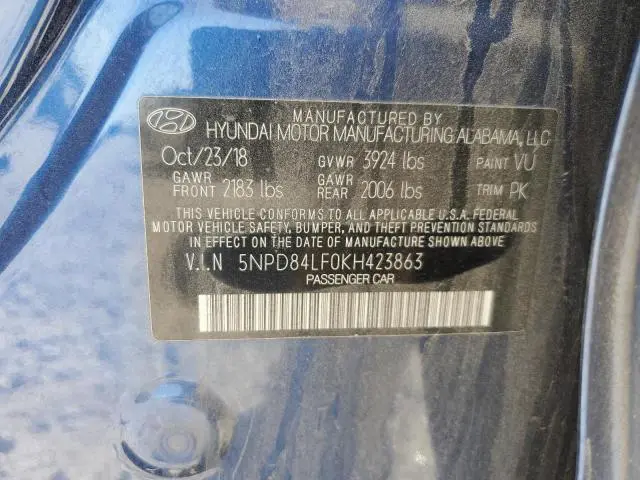 MANUFACTURED BY
HYUNDAI MOTOR MANUFACTURING ALABAMA, LLC
Oct/23/18 GVWR 3924 lbs PAINT VU
GAWR FRONT 2183 lbs GAWR REAR 2006 lbs TRIM PK
THIS VEHICLE CONFORMS TO ALL APPLICABLE U.S.A. FEDERAL
MOTOR VEHICLE SAFETY, BUMPER, AND THEFT PREVENTION STANDARDS
IN EFFECT ON THE DATE OF MANUFACTURE SHOWN ABOVE.
V.I.N 5NPD84LF0KH423863
PASSENGER CAR